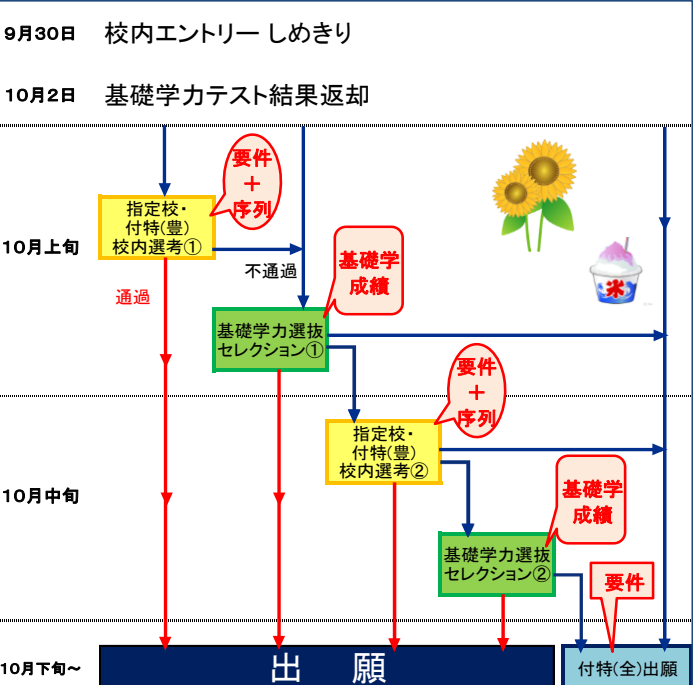 9月30日 校内エントリー しめきり
10月2日 基礎学力テスト結果返却
要件
＋
序列
指定校・
付特(豊)
校内選考①
10月上旬
不通過
通過
基礎学
成績
氷
基礎学力選抜
セレクション①
要件
＋
序列
指定校・
付特(豊)
校内選考②
10月中旬
基礎学
成績
基礎学力選抜
セレクション②
要件
10月下旬～
出 願
付特(全)出願